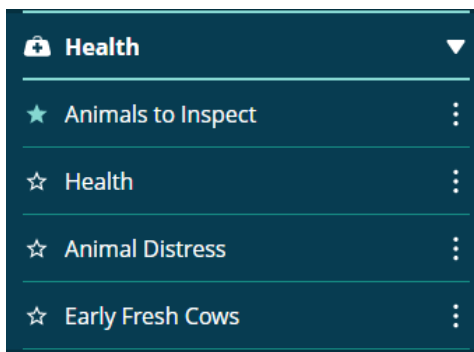 Health
Animals to Inspect
Health
Animal Distress
Early Fresh Cows